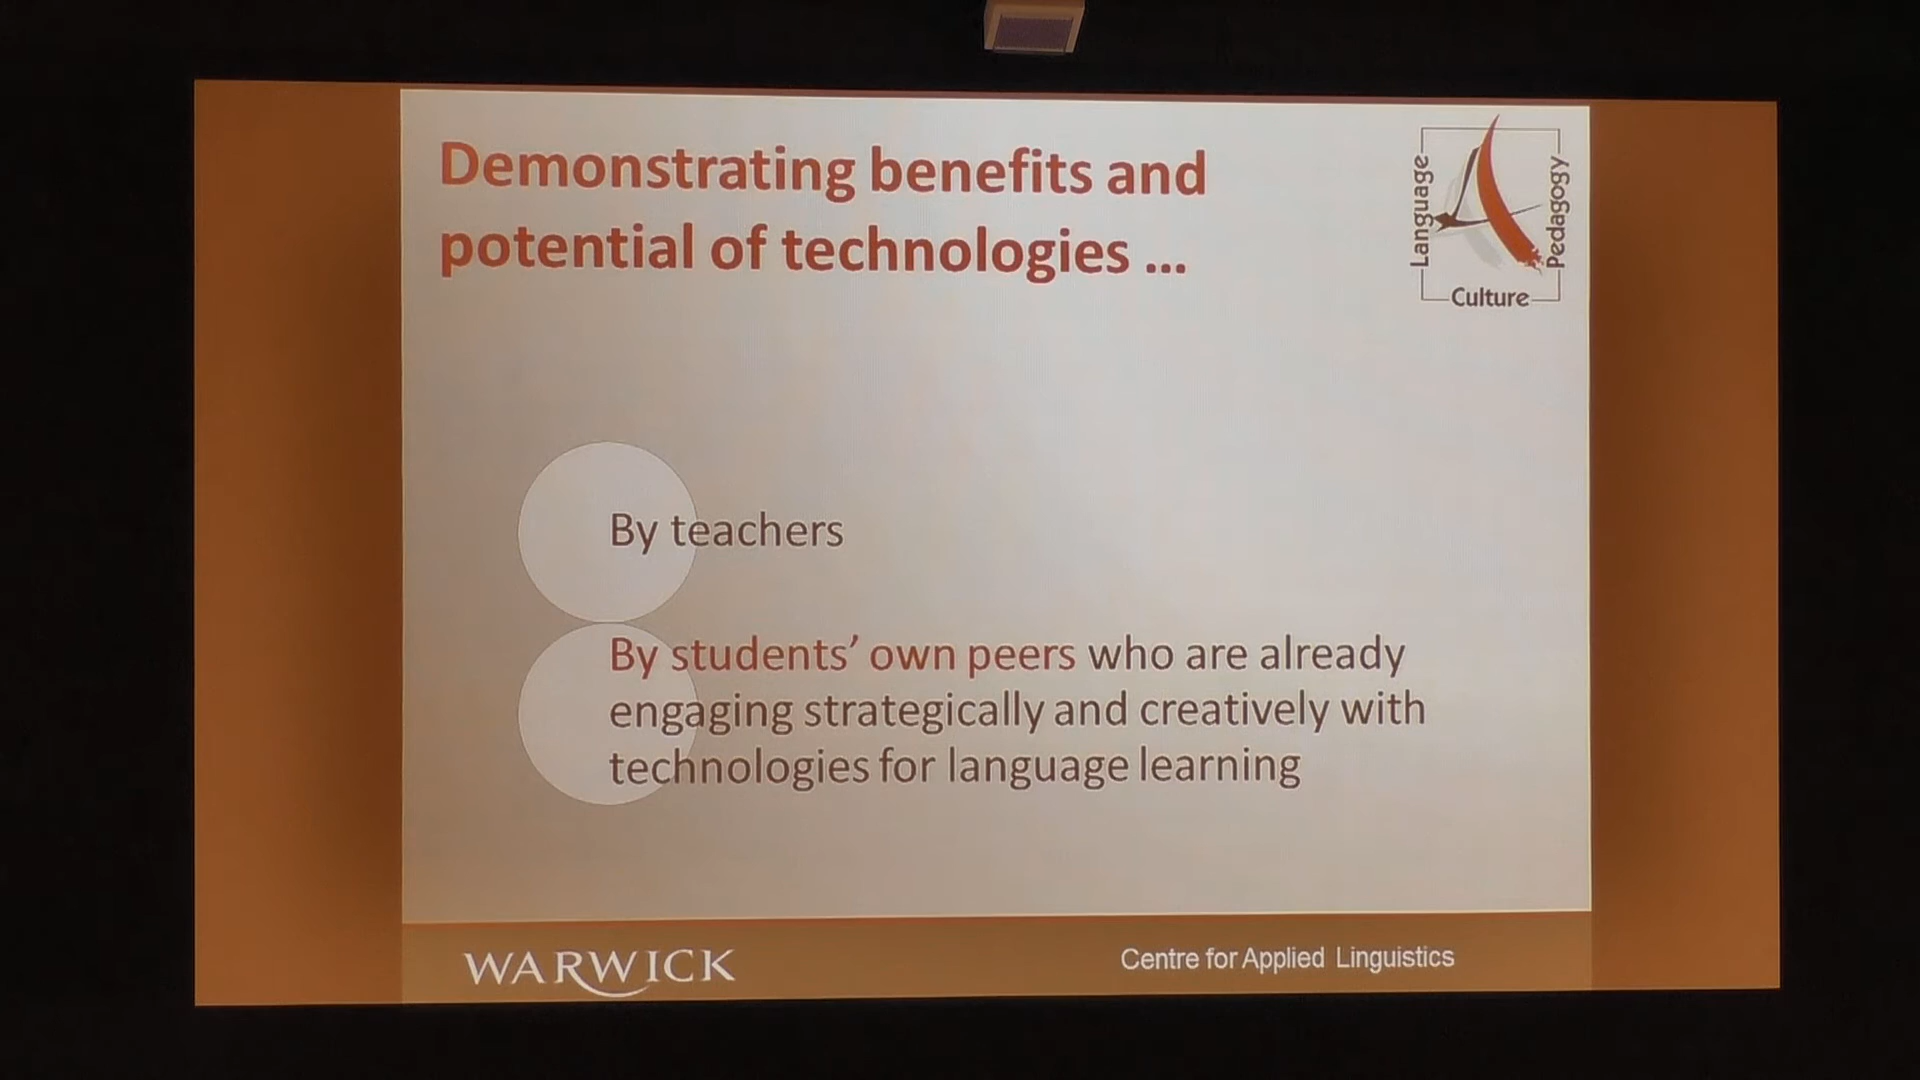 Demonstrating benefits and
potential of technologies ...
Language
Pedagogy
Culture
By teachers
By students’ own peers who are already
engaging strategically and creatively with
technologies for language learning
WARWICK
Centre for Applied Linguistics